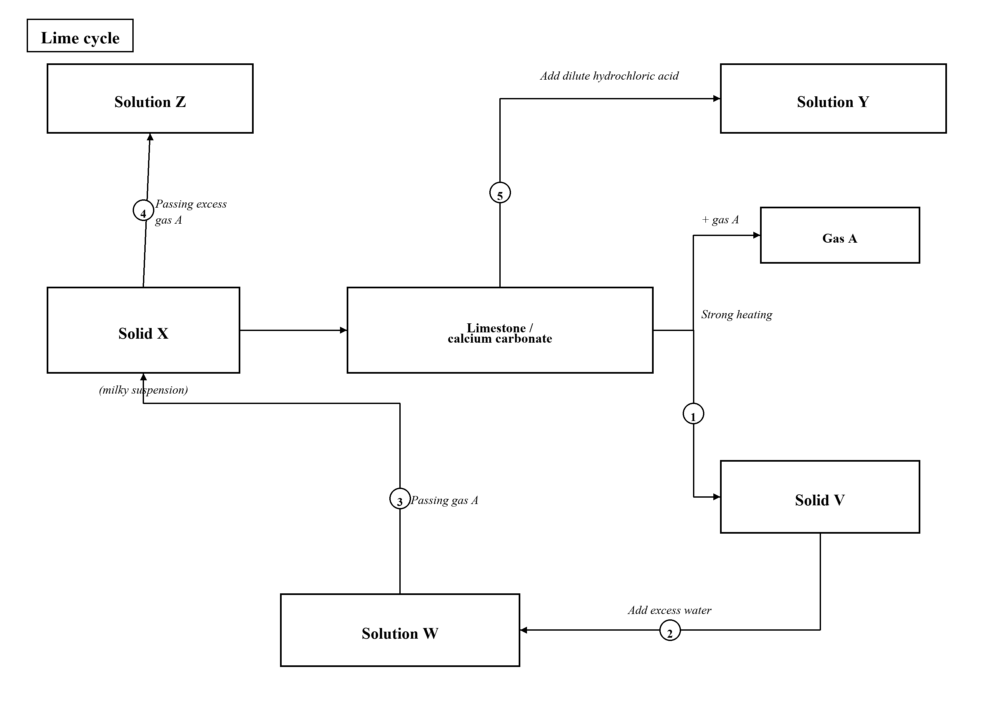 Lime cycle
Solution Z
Add dilute hydrochloric acid
Solution Y
5
4
Passing excess
gas A
+ gas A
Gas A
Strong heating
Solid X
Limestone /
calcium carbonate
(milky suspension)
1
3
Passing gas A
Solid V
Add excess water
2
Solution W